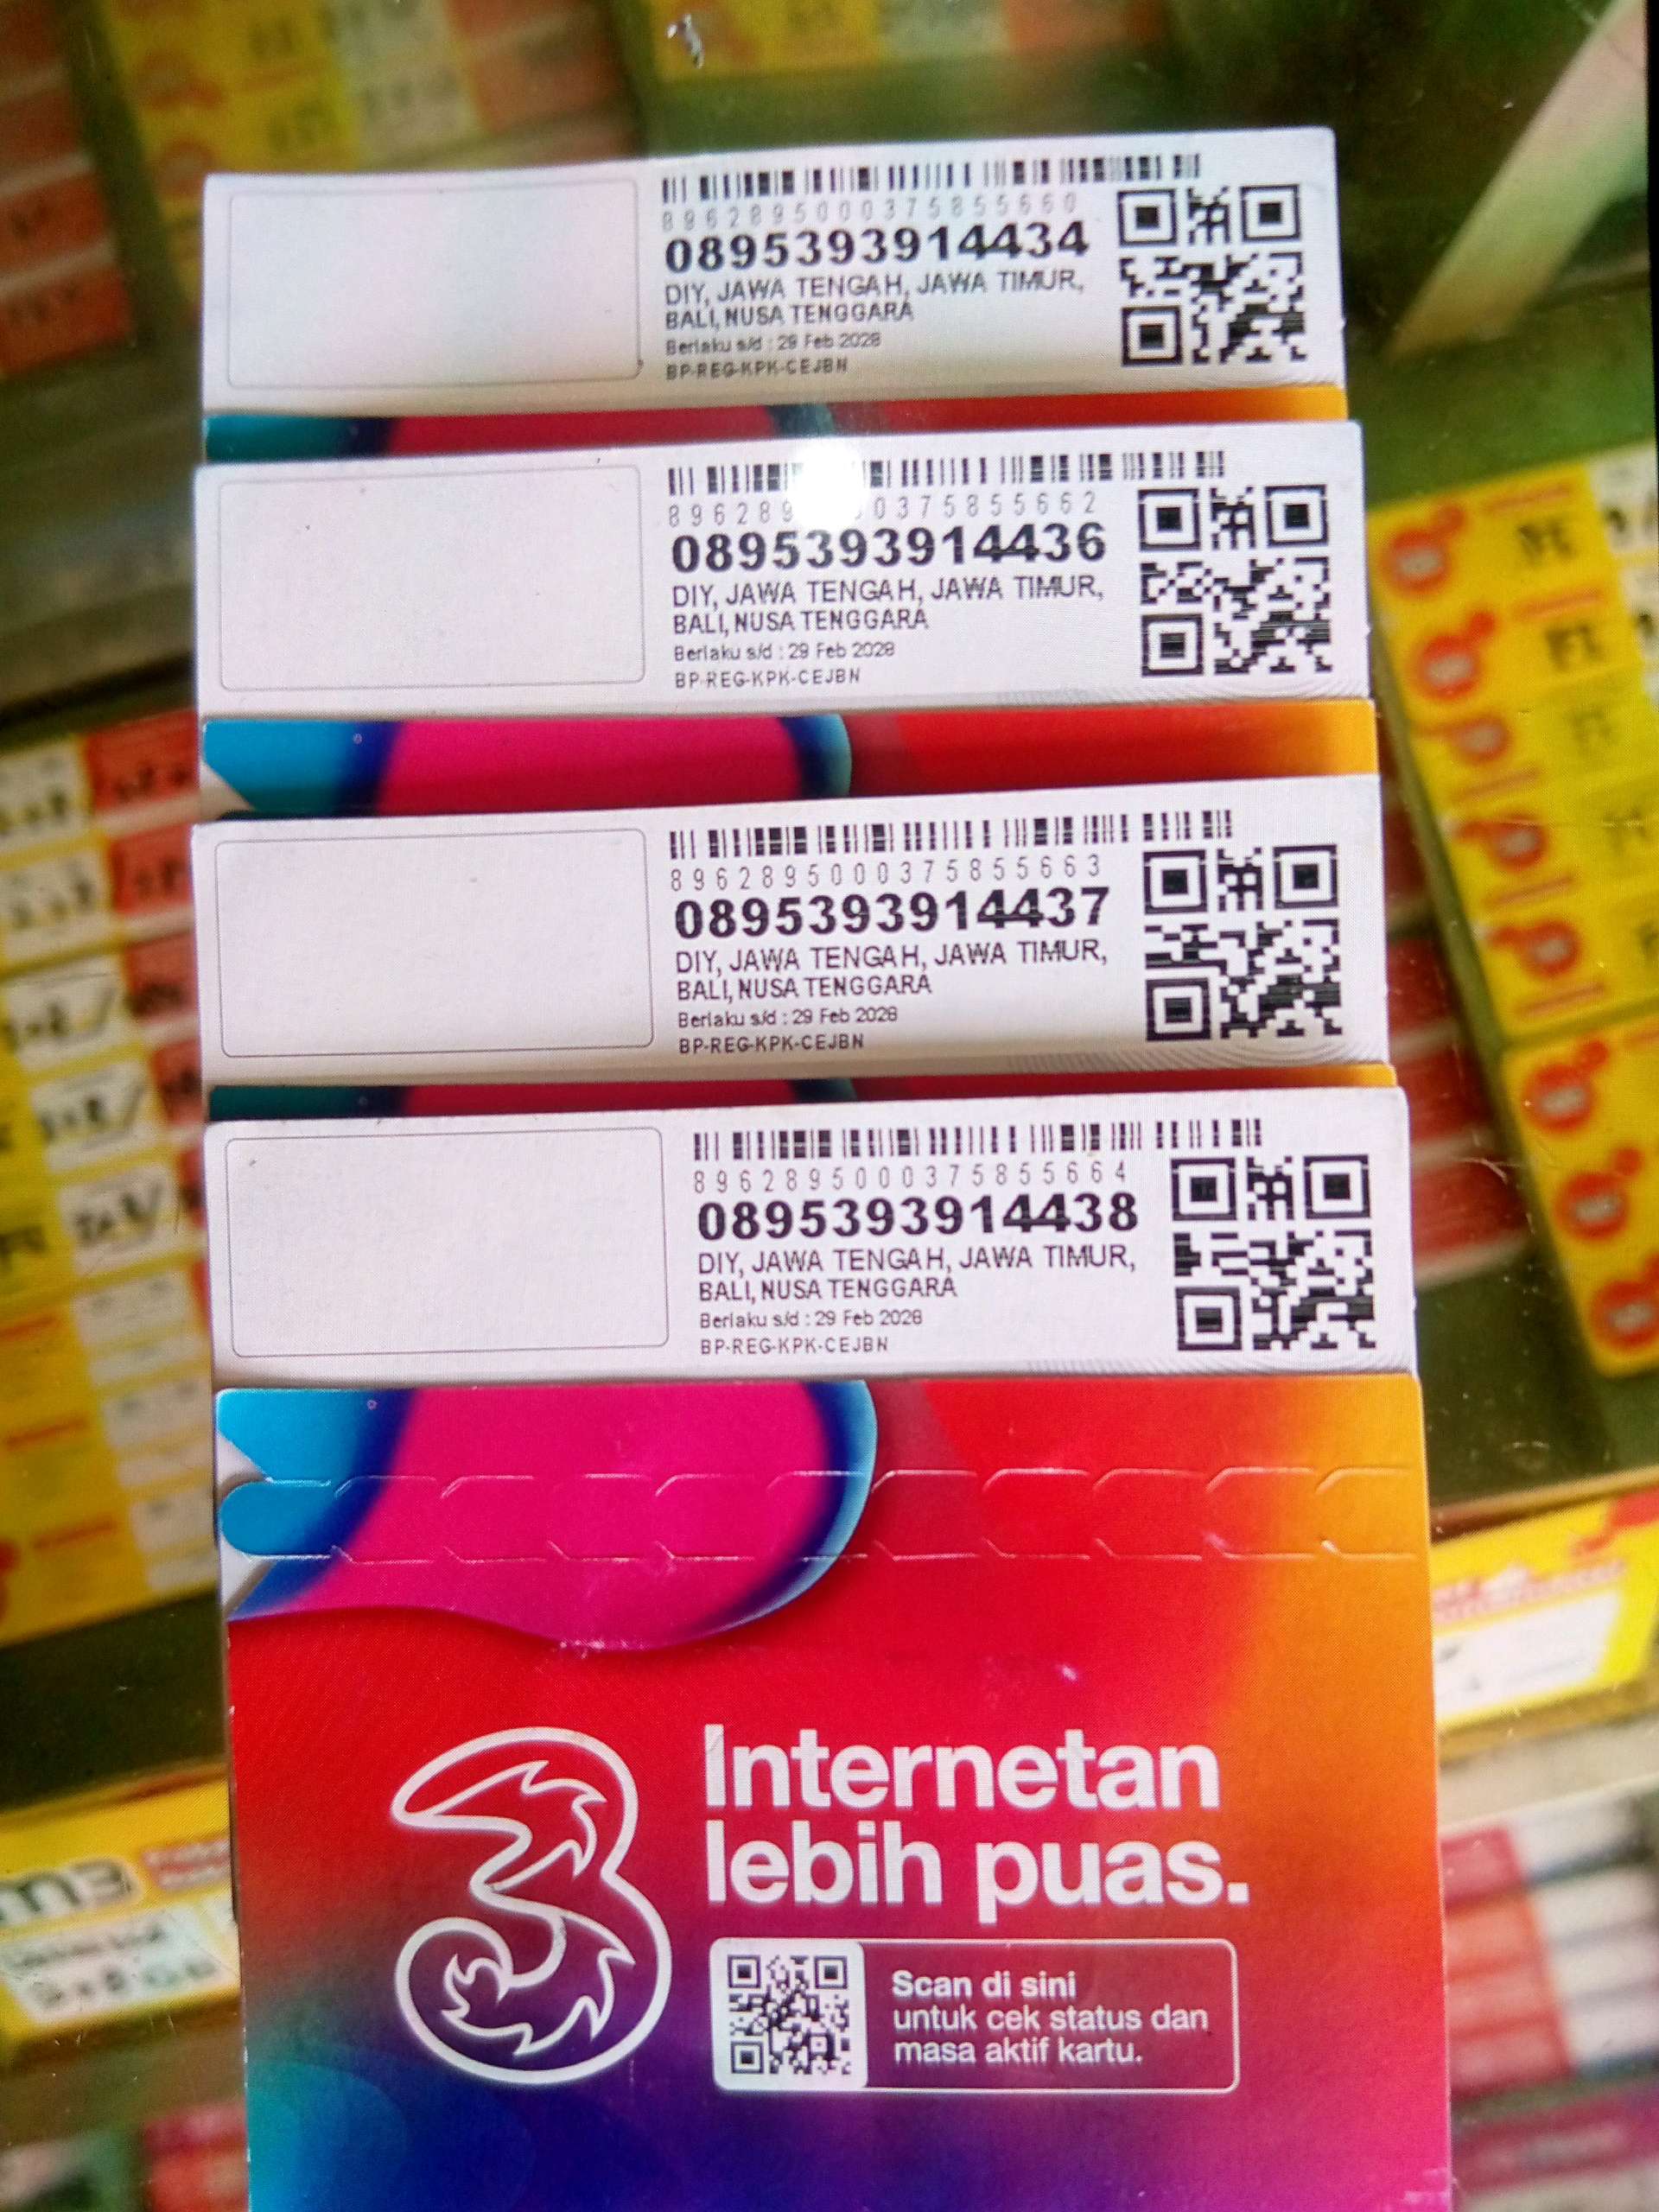 8962895000375855660
0895393914434
DIY, JAWA TENGAH, JAWA TIMUR,
BALI, NUSA TENGGARA
Berlaku s/d : 29 Feb 2028
BP-REG-KPK-CEJBN
896289 0375855662
0895393914436
DIY, JAWA TENGAH, JAWA TIMUR,
BALI, NUSA TENGGARA
Berlaku s/d : 29 Feb 2028
BP-REG-KPK-CEJBN
8962895000375855663
0895393914437
DIY, JAWA TENGAH, JAWA TIMUR,
BALI, NUSA TENGGARA
Berlaku s/d : 29 Feb 2028
BP-REG-KPK-CEJBN
8962895000375855664
0895393914438
DIY, JAWA TENGAH, JAWA TIMUR,
BALI, NUSA TENGGARA
Berlaku s/d : 29 Feb 2028
BP-REG-KPK-CEJBN
3
Internetan
lebih puas.
Scan di sini
untuk cek status dan
masa aktif kartu.